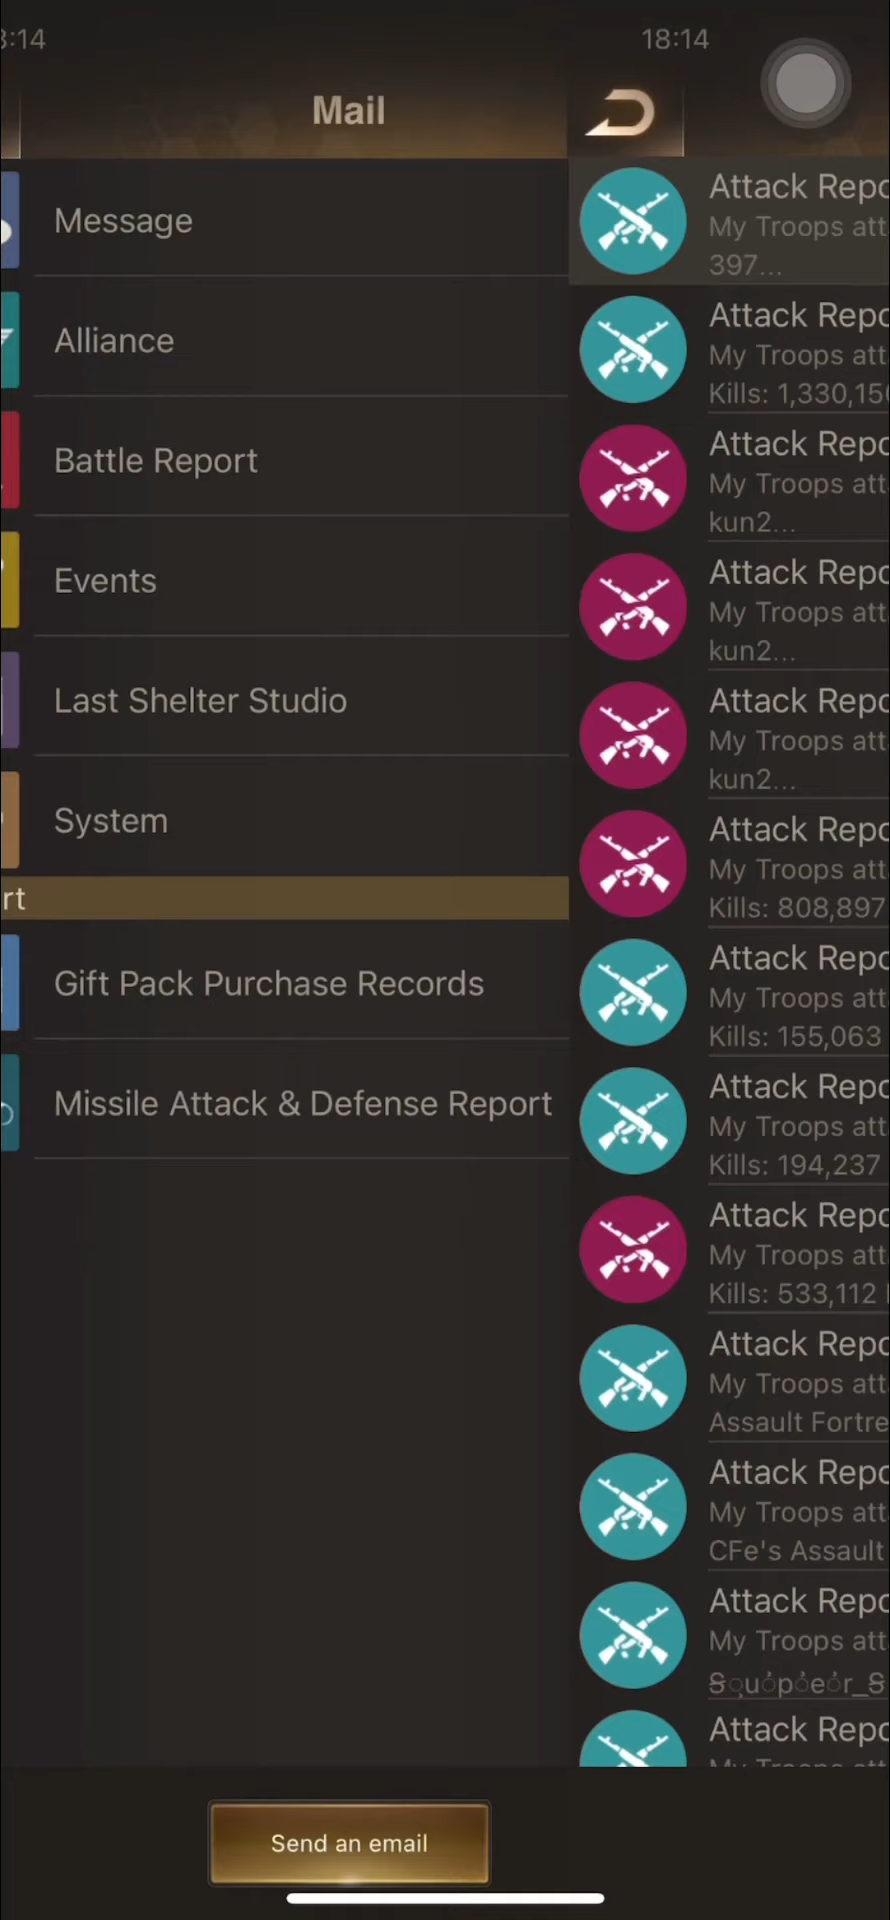 8:14
18:14
Mail
Message
Alliance
Battle Report
Events
Last Shelter Studio
System
rt
Gift Pack Purchase Records
Missile Attack & Defense Report
Send an email
Attack Repo
My Troops att
397...
Attack Repo
My Troops att
Kills: 1,330,150
Attack Repo
My Troops att
kun2...
Attack Repo
My Troops att
kun2...
Attack Repo
My Troops att
kun2...
Attack Repo
My Troops att
Kills: 808,897
Attack Repo
My Troops att
Kills: 155,063
Attack Repo
My Troops att
Kills: 194,237
Attack Repo
My Troops att
Kills: 533,112
Attack Repo
My Troops att
Assault Fortre
Attack Repo
My Troops att
CFe's Assault
Attack Repo
My Troops att
Attack Repo
My Troops att